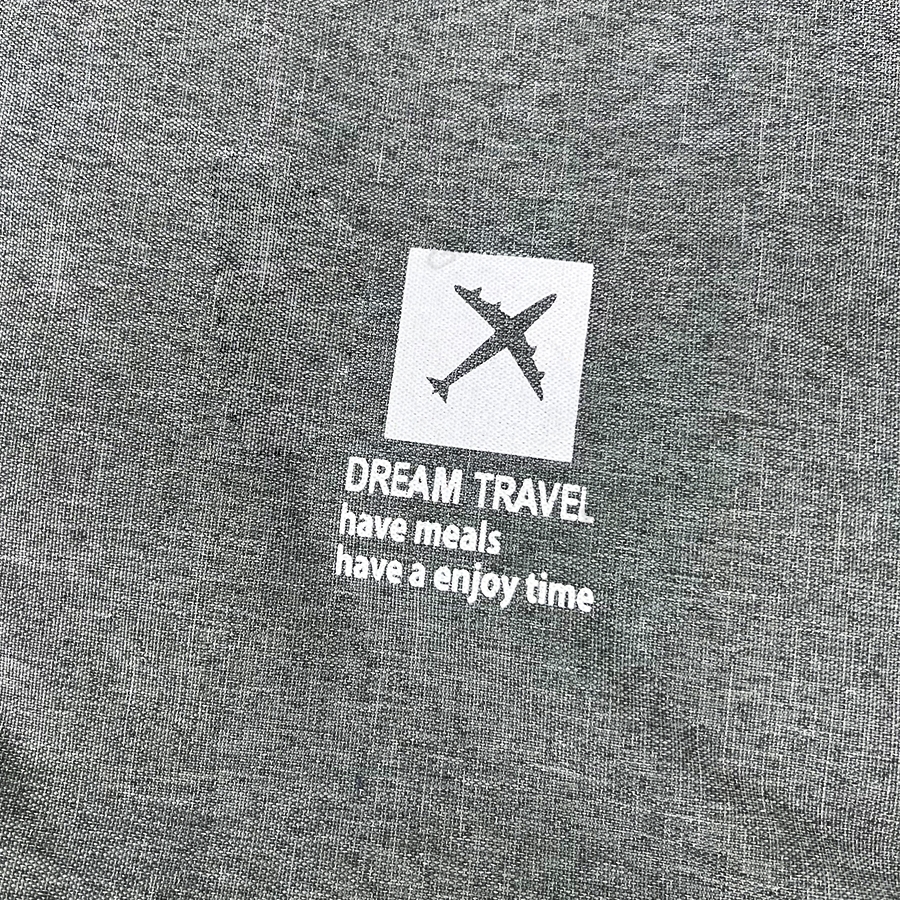 DREAM TRAVEL
have meals
have a enjoy time